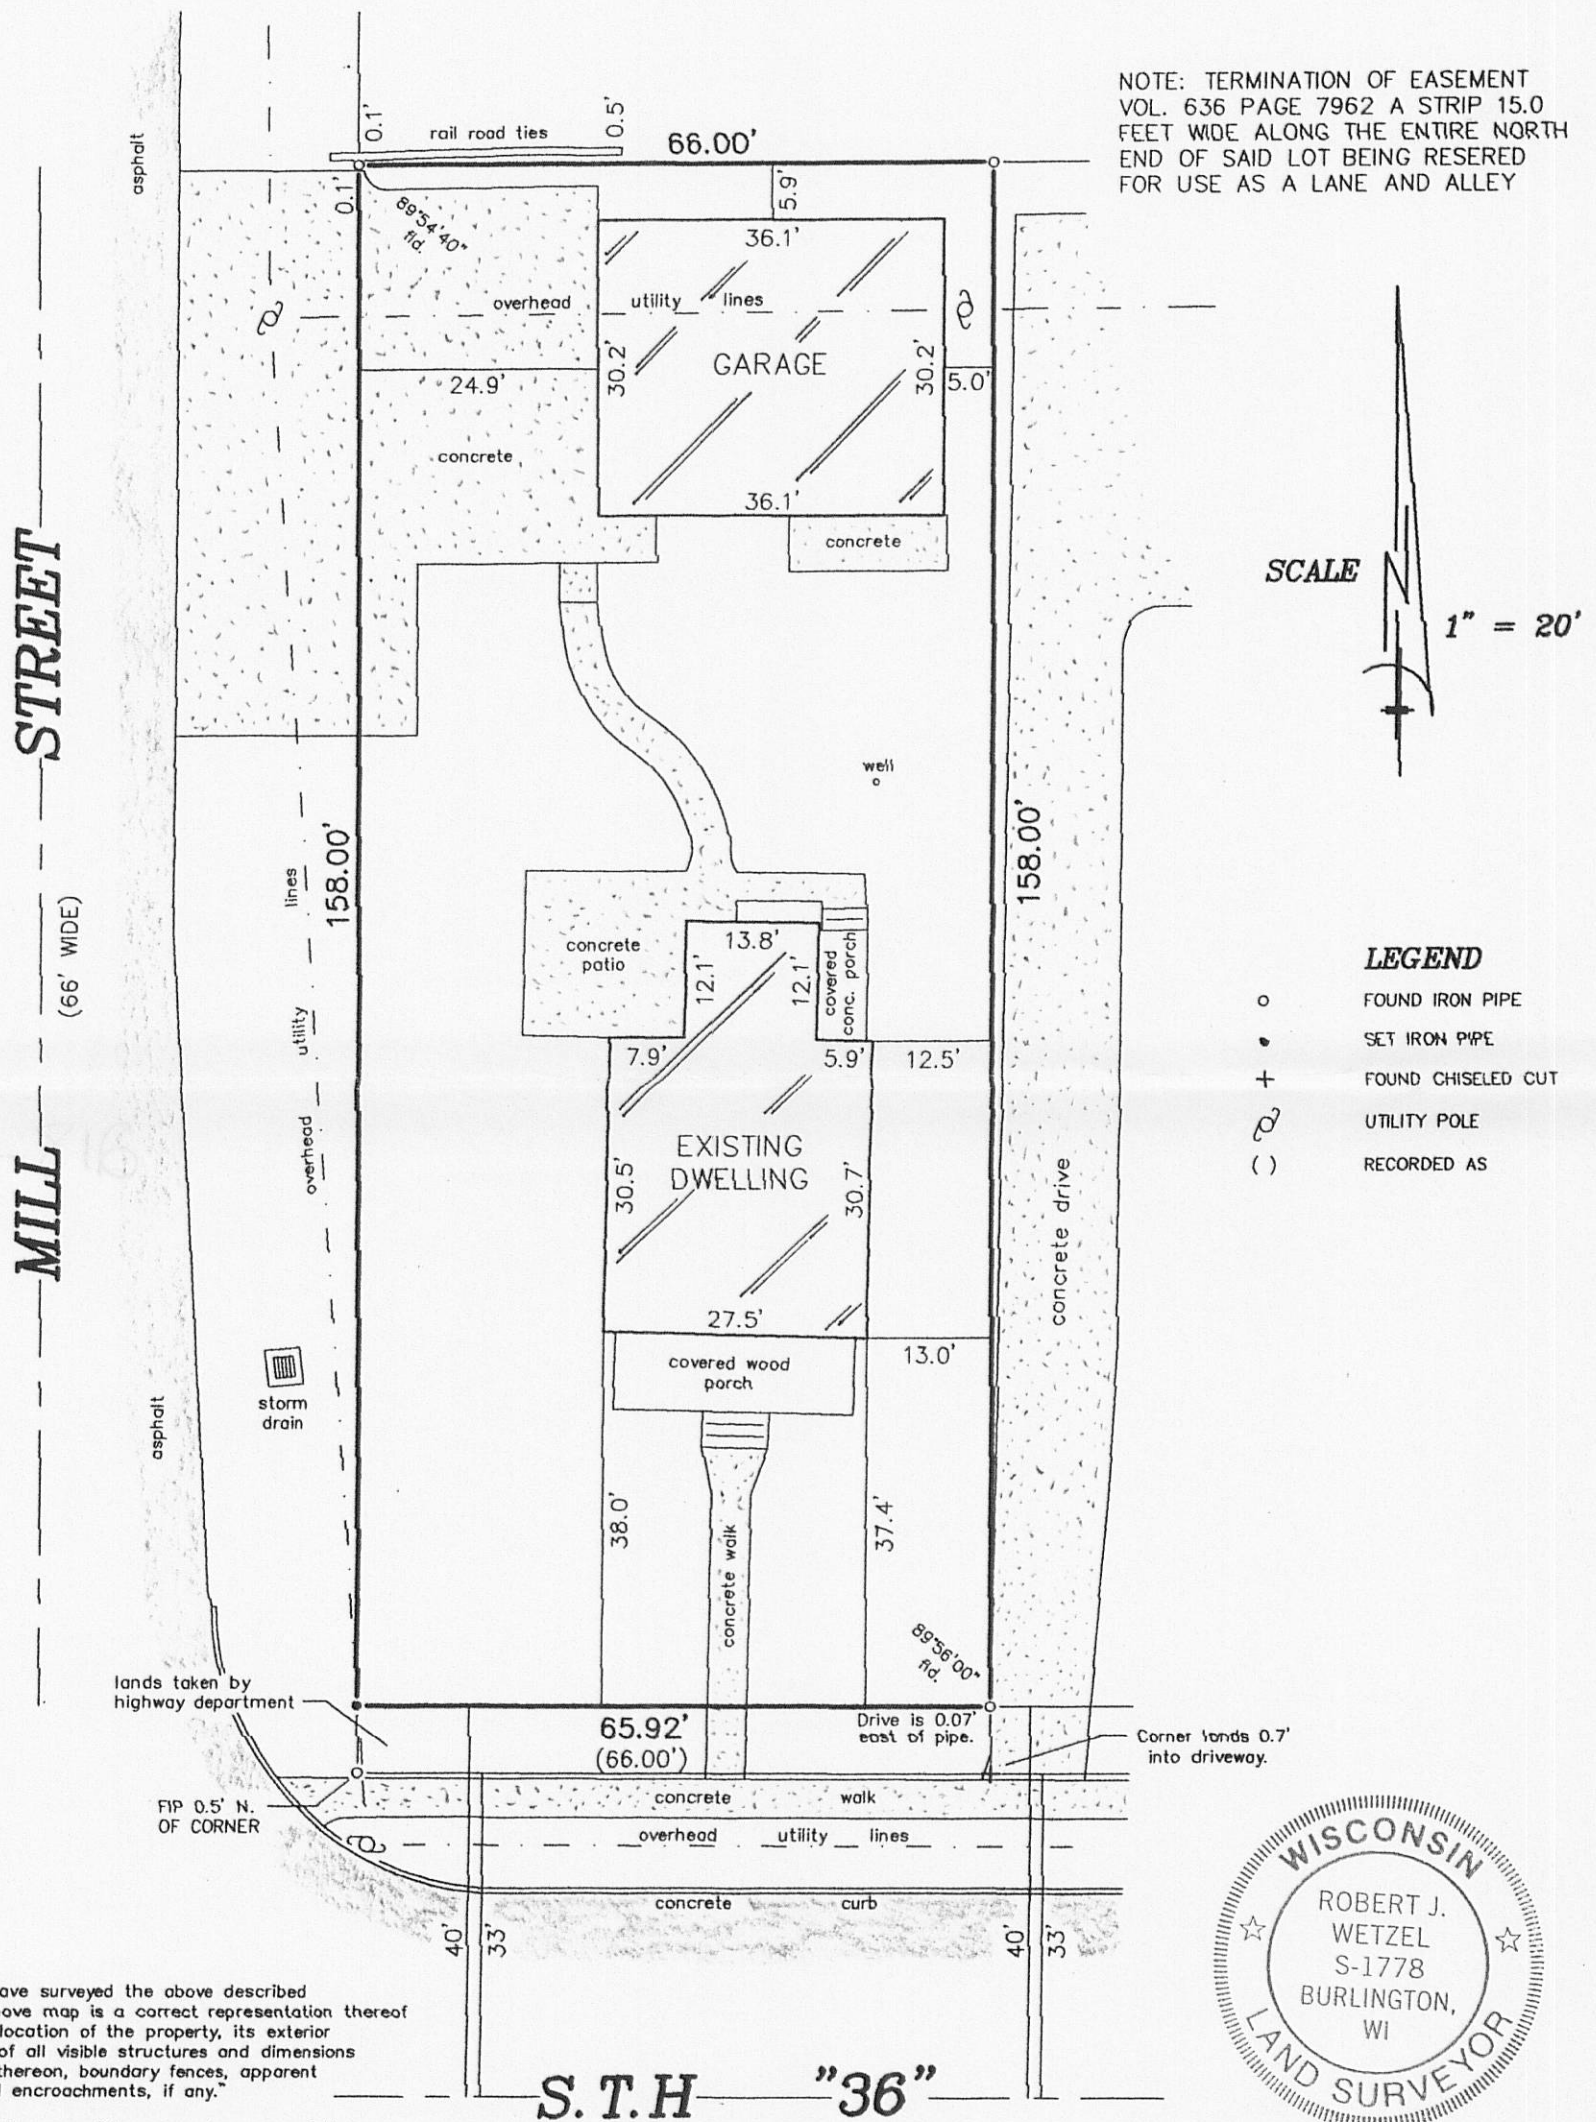 NOTE: TERMINATION OF EASEMENT
VOL. 636 PAGE 7962 A STRIP 15.0
FEET WIDE ALONG THE ENTIRE NORTH
END OF SAID LOT BEING RESERED
FOR USE AS A LANE AND ALLEY
asphalt
0.1'
rail road ties
0.5'
66.00'
0.1'
89°54'40"
fld.
5.9'
36.1'
overhead utility lines
GARAGE
30.2'
30.2'
24.9'
5.0'
concrete
36.1'
concrete
SCALE
N
1" = 20'
MILL STREET
(66' WIDE)
well
158.00'
158.00'
overhead utility lines
concrete
patio
13.8'
12.1'
12.1'
covered
conc. porch
7.9'
5.9'
12.5'
LEGEND
FOUND IRON PIPE
SET IRON PIPE
+ FOUND CHISELED CUT
UTILITY POLE
( ) RECORDED AS
EXISTING
DWELLING
30.5'
30.7'
concrete drive
27.5'
13.0'
covered wood
porch
storm
drain
asphalt
38.0'
37.4'
concrete walk
89°56'00"
fld.
lands taken by
highway department
65.92'
(66.00')
Drive is 0.07'
east of pipe.
Corner lands 0.7'
into driveway.
FIP 0.5' N.
OF CORNER
concrete walk
overhead utility lines
concrete curb
40'
33'
40'
33'
ave surveyed the above described
ove map is a correct representation thereof
location of the property, its exterior
of all visible structures and dimensions
thereon, boundary fences, apparent
encroachments, if any."
S.T.H "36"
WISCONSIN
ROBERT J.
WETZEL
S-1778
BURLINGTON,
WI
LAND SURVEYOR